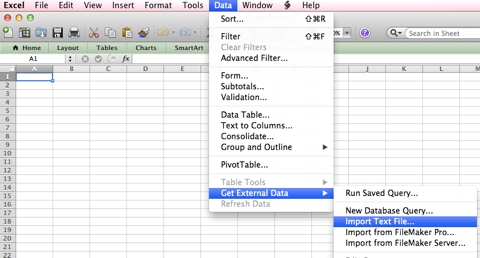 Excel File Edit View Insert Format Tools Data Window Help
Search in Sheet
Home Layout Tables Charts SmartArt
A1 fx
A B C D E J K L M
1
2
3
4
5
6
7
8
9
10
11
12
13
14
15
16
17
18
19
20
21
22
Sort... ⇧⌘R
Filter ⇧⌘F
Clear Filters
Advanced Filter...
Form...
Subtotals...
Validation...
Data Table...
Text to Columns...
Consolidate...
Group and Outline
PivotTable...
Table Tools
Get External Data
Refresh Data
Run Saved Query...
New Database Query...
Import Text File...
Import from FileMaker Pro...
Import from FileMaker Server...